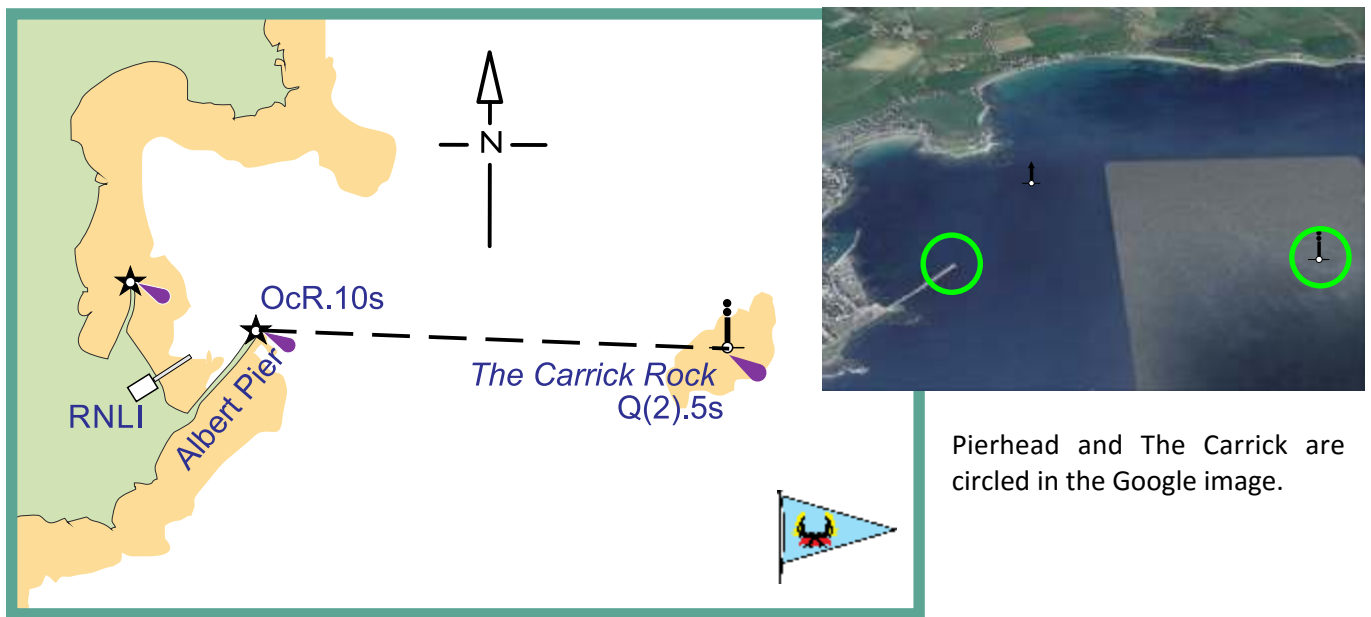 N
OcR.10s
The Carrick Rock
Q(2).5s
RNLI
Albert Pier
Pierhead and The Carrick are
circled in the Google image.